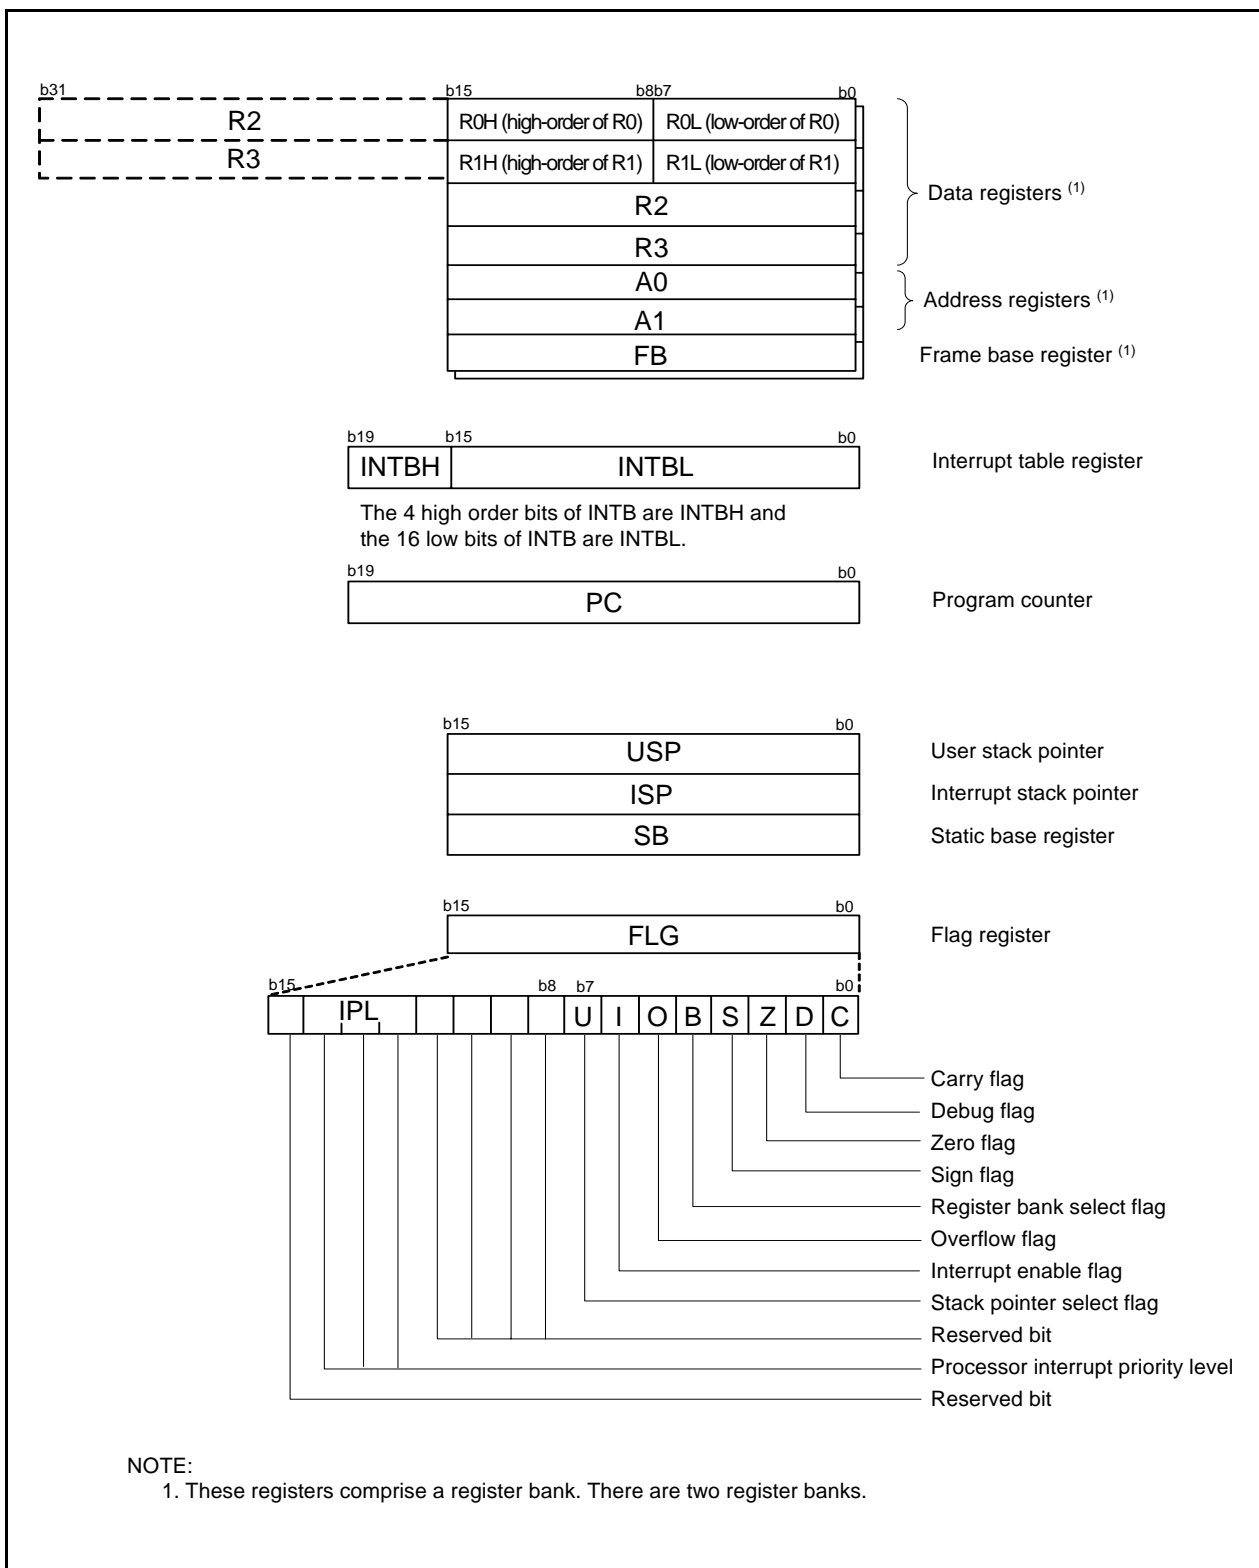 b31 b15 b8b7 b0
R2 R0H (high-order of R0) R0L (low-order of R0)
R3 R1H (high-order of R1) R1L (low-order of R1)
R2
Data registers (1)
R3
A0
Address registers (1)
A1
FB Frame base register (1)
b19 b15 b0
INTBH INTBL Interrupt table register
The 4 high order bits of INTB are INTBH and
the 16 low bits of INTB are INTBL.
b19 b0
PC Program counter
b15 b0
USP User stack pointer
ISP Interrupt stack pointer
SB Static base register
b15 b0
FLG Flag register
b15 b8 b7 b0
IPL U I O B S Z D C
Carry flag
Debug flag
Zero flag
Sign flag
Register bank select flag
Overflow flag
Interrupt enable flag
Stack pointer select flag
Reserved bit
Processor interrupt priority level
Reserved bit
NOTE:
1. These registers comprise a register bank. There are two register banks.